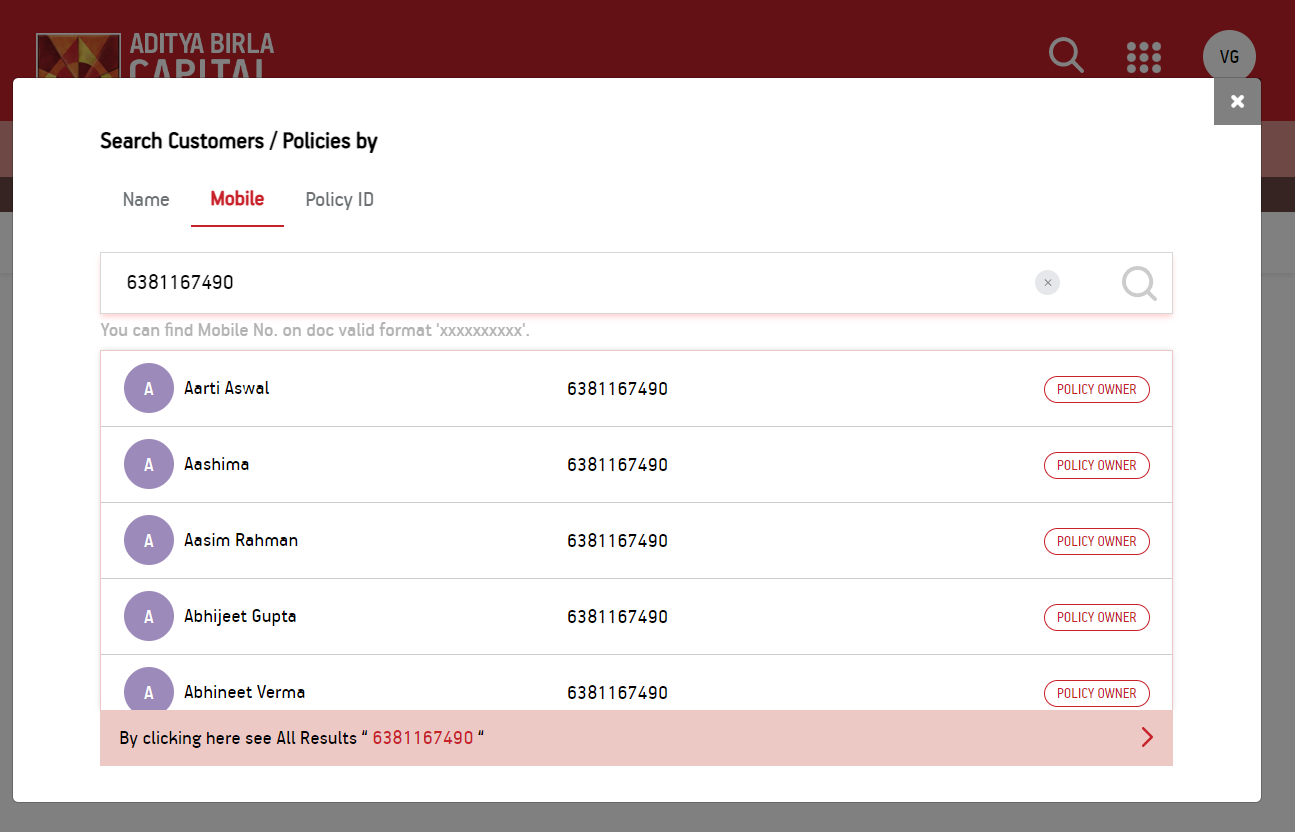 ADITYA BIRLA
CAPITAL
VG
Search Customers / Policies by
Name Mobile Policy ID
6381167490
You can find Mobile No. on doc valid format 'xxxxxxxxxx'.
A Aarti Aswal 6381167490 POLICY OWNER
A Aashima 6381167490 POLICY OWNER
A Aasim Rahman 6381167490 POLICY OWNER
A Abhijeet Gupta 6381167490 POLICY OWNER
A Abhineet Verma 6381167490 POLICY OWNER
By clicking here see All Results “ 6381167490 “